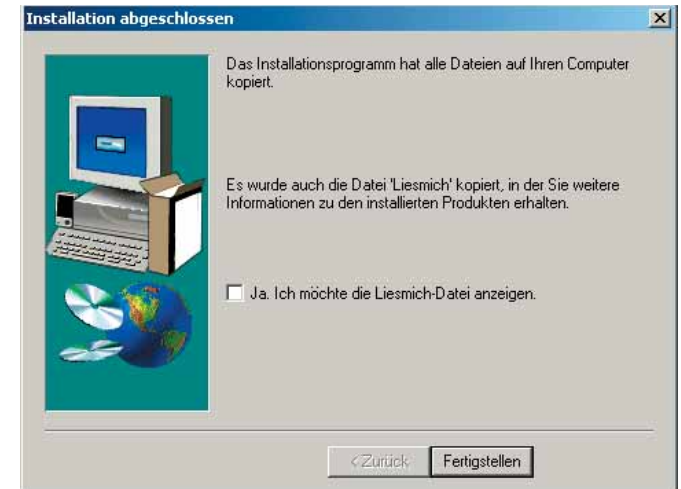 Installation abgeschlossen
Das Installationsprogramm hat alle Dateien auf Ihren Computer
kopiert.
Es wurde auch die Datei 'Liesmich' kopiert, in der Sie weitere
Informationen zu den installierten Produkten erhalten.
Ja. Ich möchte die Liesmich-Datei anzeigen.
< Zurück
Fertigstellen